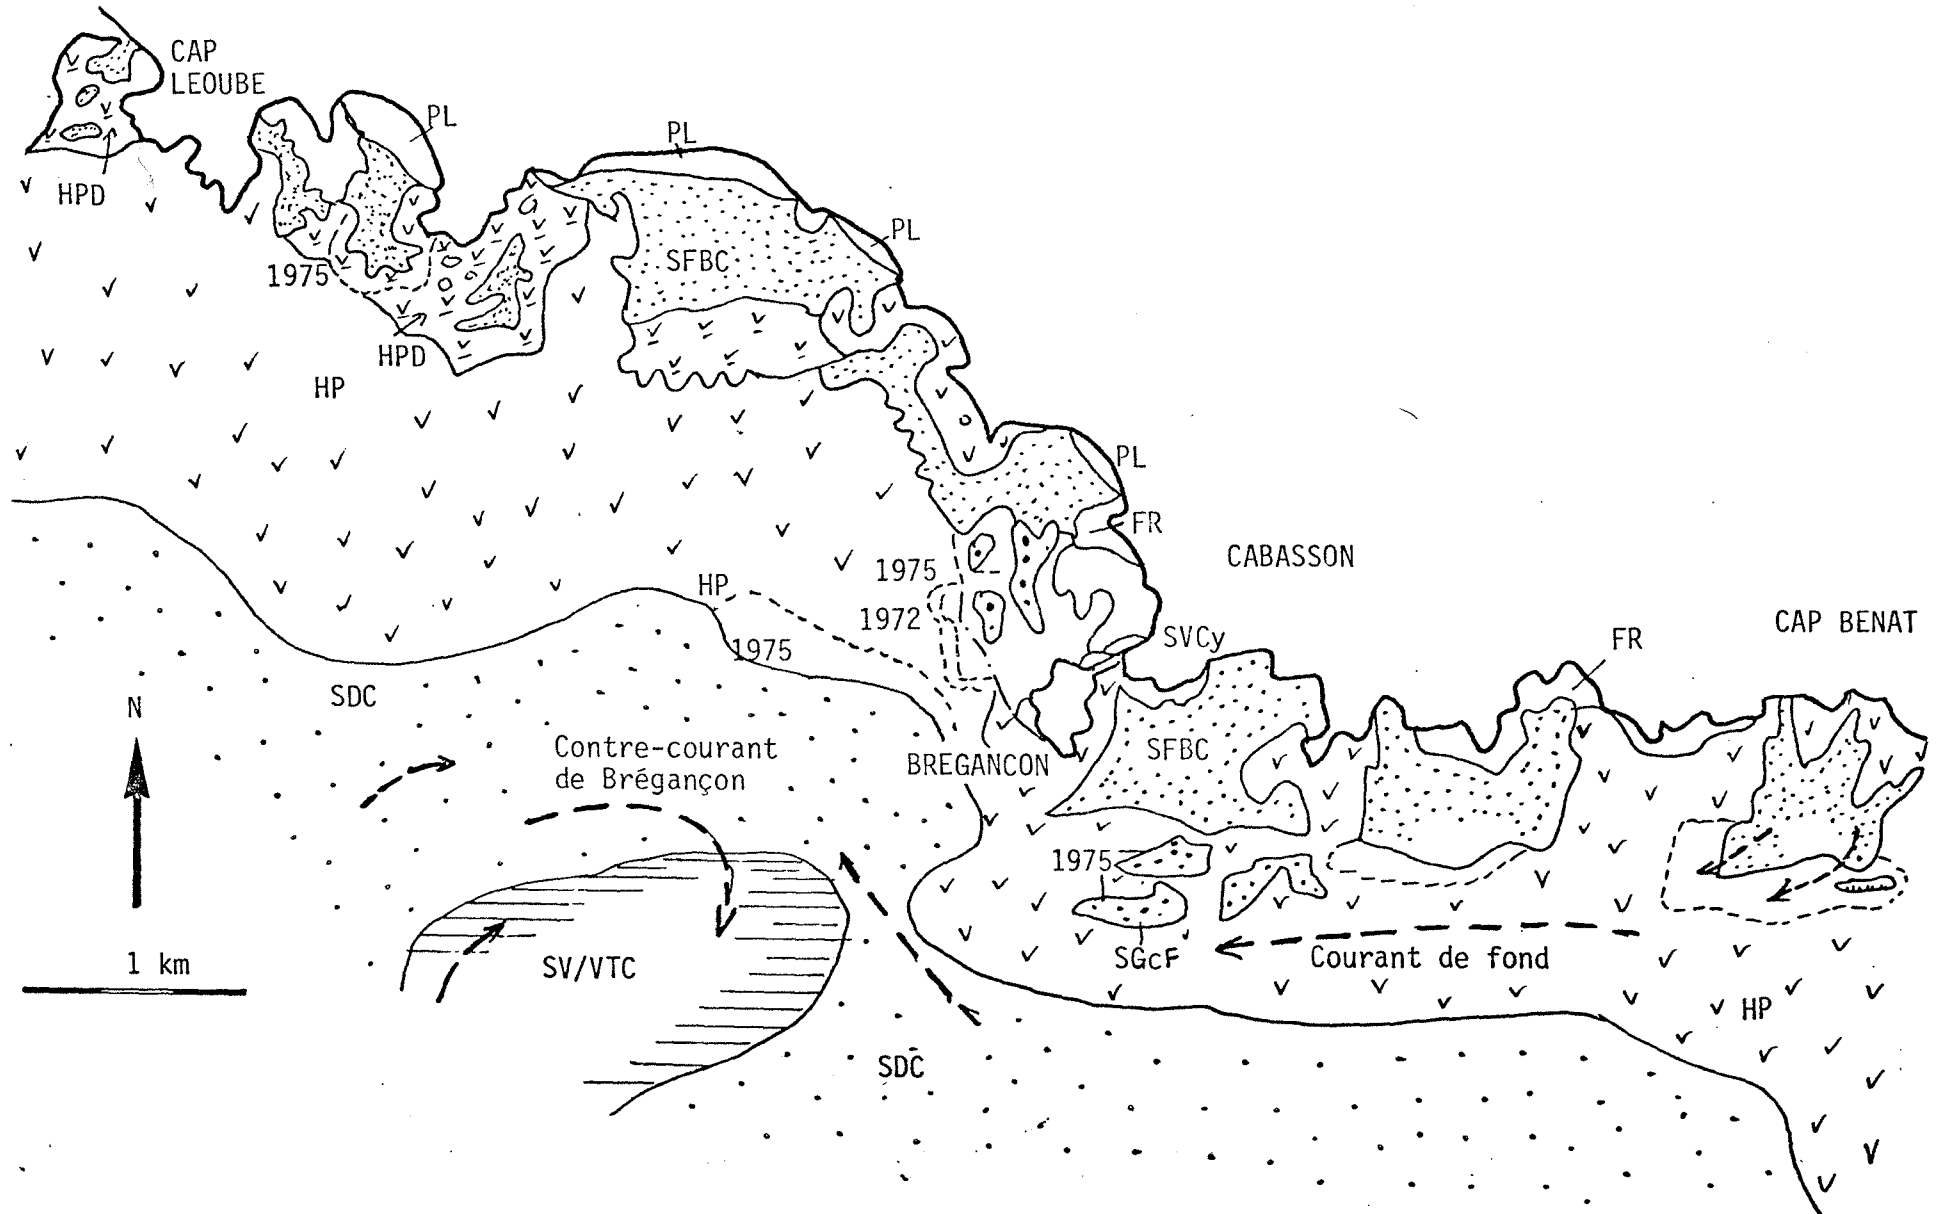 CAP
LEOUBE
PL
PL
HPD
PL
SFBC
1975
HPD
HP
PL
FR
CABASSON
1975
HP
1972
CAP BENAT
SVCy
FR
1975
SDC
N
Contre-courant
de Brégançon
BREGANCON
SFBC
1975
1 km
SV/VTC
SGcF
Courant de fond
HP
SDC